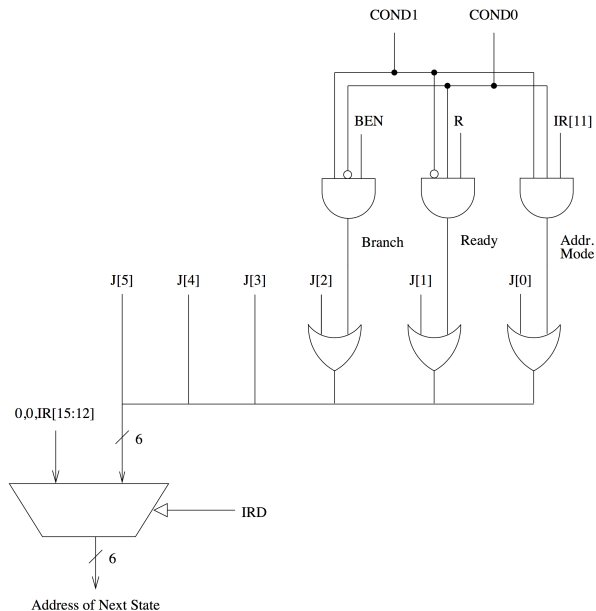 COND1 COND0
BEN R IR[11]
Branch Ready Addr.
Mode
J[5] J[4] J[3] J[2] J[1] J[0]
0,0,IR[15:12]
6
IRD
6
Address of Next State